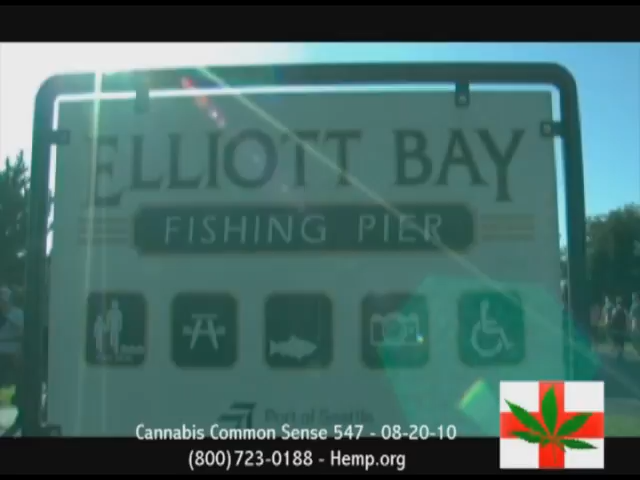 ELLIOTT BAY
FISHING PIER
Port of Seattle
Cannabis Common Sense 547 - 08-20-10
(800)723-0188 - Hemp.org